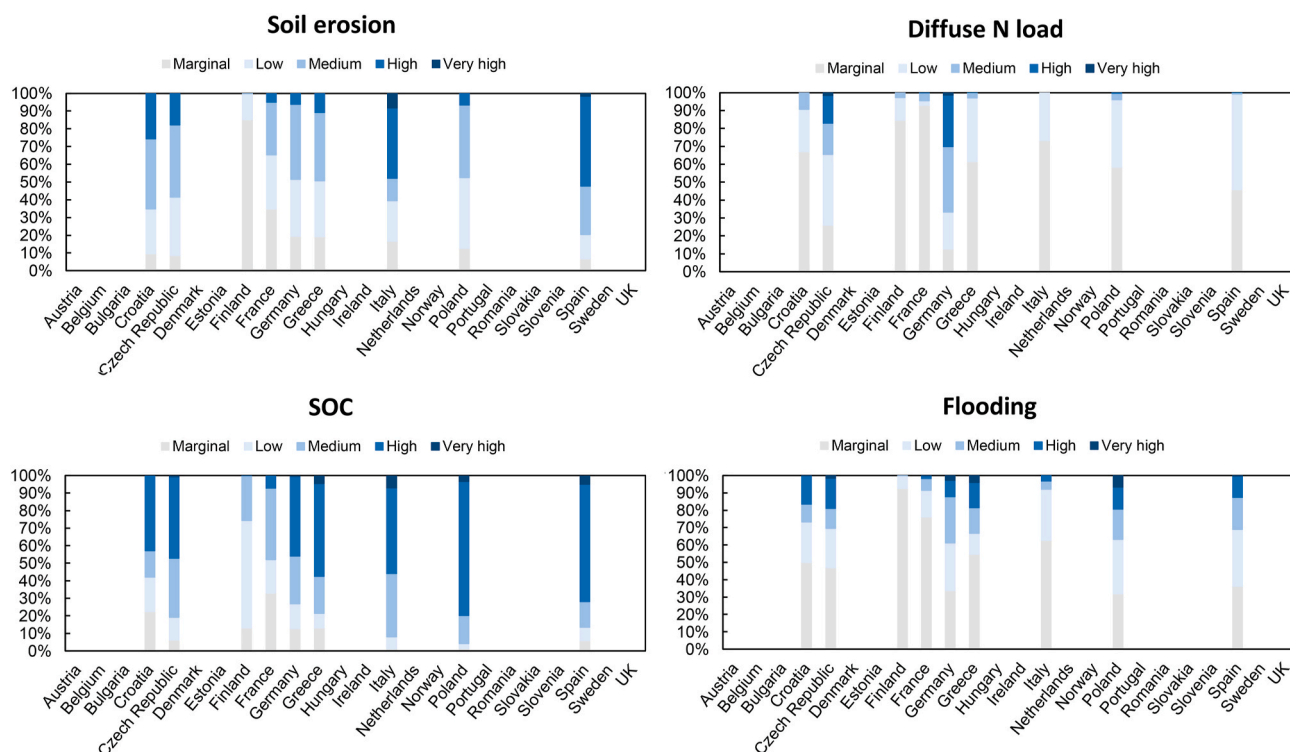 Soil erosion
Marginal Low Medium High Very high
100%
90%
80%
70%
60%
50%
40%
30%
20%
10%
0%
Austria
Belgium
Bulgaria
Croatia
Czech Republic
Denmark
Estonia
Finland
France
Germany
Greece
Hungary
Ireland
Italy
Netherlands
Norway
Poland
Portugal
Romania
Slovakia
Slovenia
Spain
Sweden
UK
Diffuse N load
Marginal Low Medium High Very high
100%
90%
80%
70%
60%
50%
40%
30%
20%
10%
0%
Austria
Belgium
Bulgaria
Croatia
Czech Republic
Denmark
Estonia
Finland
France
Germany
Greece
Hungary
Ireland
Italy
Netherlands
Norway
Poland
Portugal
Romania
Slovakia
Slovenia
Spain
Sweden
UK
SOC
Marginal Low Medium High Very high
100%
90%
80%
70%
60%
50%
40%
30%
20%
10%
0%
Austria
Belgium
Bulgaria
Croatia
Czech Republic
Denmark
Estonia
Finland
France
Germany
Greece
Hungary
Ireland
Italy
Netherlands
Norway
Poland
Portugal
Romania
Slovakia
Slovenia
Spain
Sweden
UK
Flooding
Marginal Low Medium High Very high
100%
90%
80%
70%
60%
50%
40%
30%
20%
10%
0%
Austria
Belgium
Bulgaria
Croatia
Czech Republic
Denmark
Estonia
Finland
France
Germany
Greece
Hungary
Ireland
Italy
Netherlands
Norway
Poland
Portugal
Romania
Slovakia
Slovenia
Spain
Sweden
UK